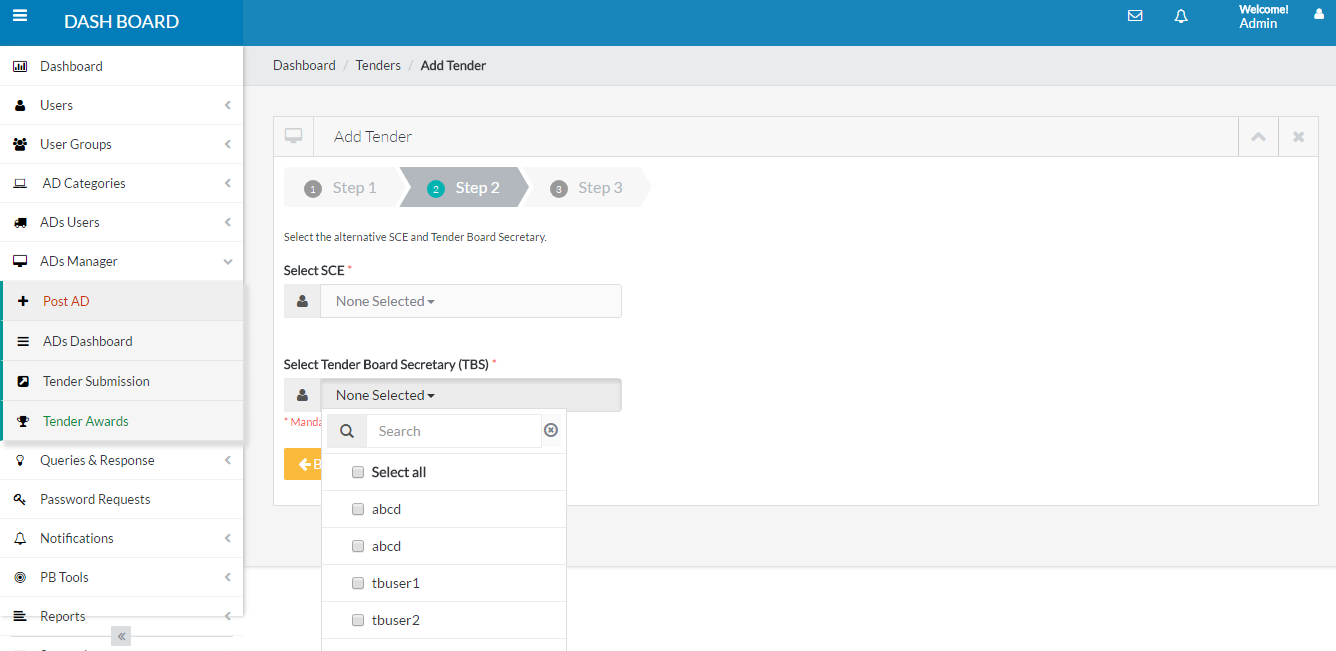 DASH BOARD
Welcome!
Admin
Dashboard
Users
User Groups
AD Categories
ADs Users
ADs Manager
Post AD
ADs Dashboard
Tender Submission
Tender Awards
Queries & Response
Password Requests
Notifications
PB Tools
Reports
Dashboard / Tenders / Add Tender
Add Tender
1 Step 1
2 Step 2
3 Step 3
Select the alternative SCE and Tender Board Secretary.
Select SCE *
None Selected
Select Tender Board Secretary (TBS) *
None Selected
* Manda
B
Search
Select all
abcd
abcd
tbuser1
tbuser2